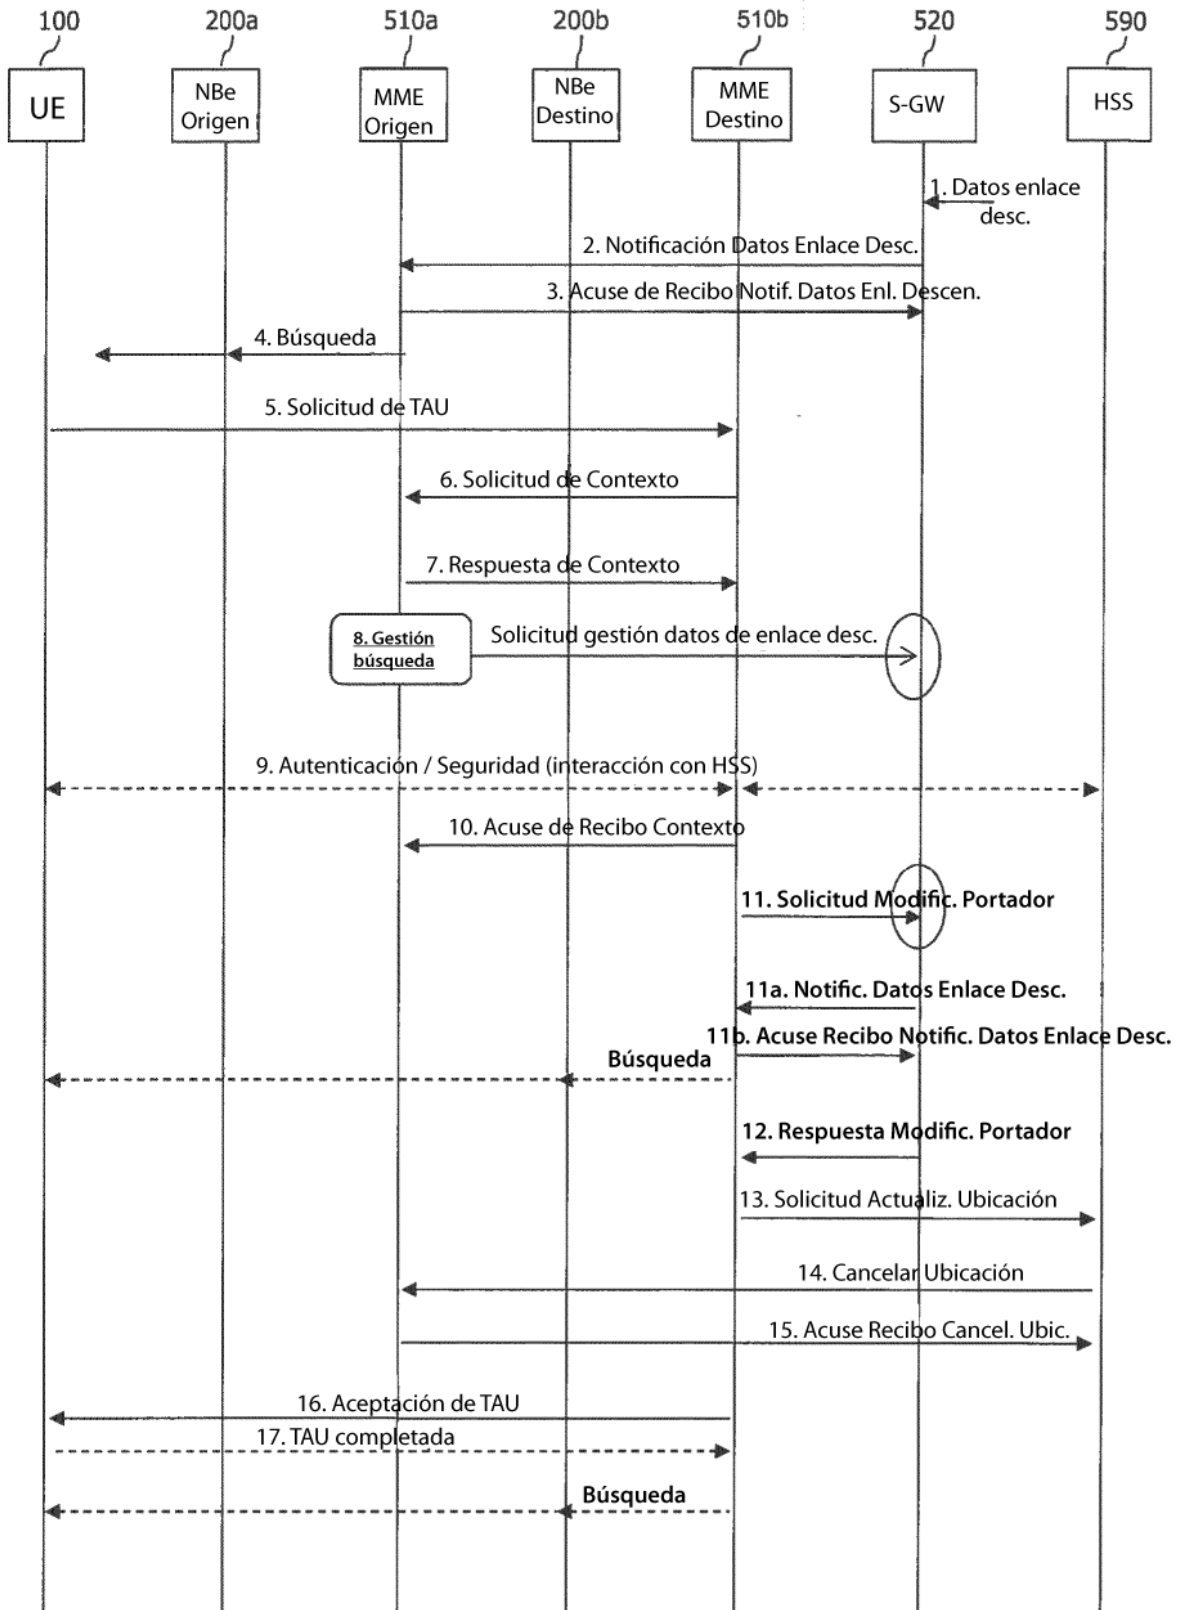 100 200a 510a 200b 510b 520 590
UE
NBe
Origen
MME
Origen
NBe
Destino
MME
Destino
S-GW
HSS
1. Datos enlace
desc.
2. Notificación Datos Enlace Desc.
3. Acuse de Recibo Notif. Datos Enl. Descen.
4. Búsqueda
5. Solicitud de TAU
6. Solicitud de Contexto
7. Respuesta de Contexto
8. Gestión
búsqueda
Solicitud gestión datos de enlace desc.
9. Autenticación / Seguridad (interacción con HSS)
10. Acuse de Recibo Contexto
11. Solicitud Modific. Portador
11a. Notific. Datos Enlace Desc.
11b. Acuse Recibo Notific. Datos Enlace Desc.
Búsqueda
12. Respuesta Modific. Portador
13. Solicitud Actualiz. Ubicación
14. Cancelar Ubicación
15. Acuse Recibo Cancel. Ubic.
16. Aceptación de TAU
17. TAU completada
Búsqueda